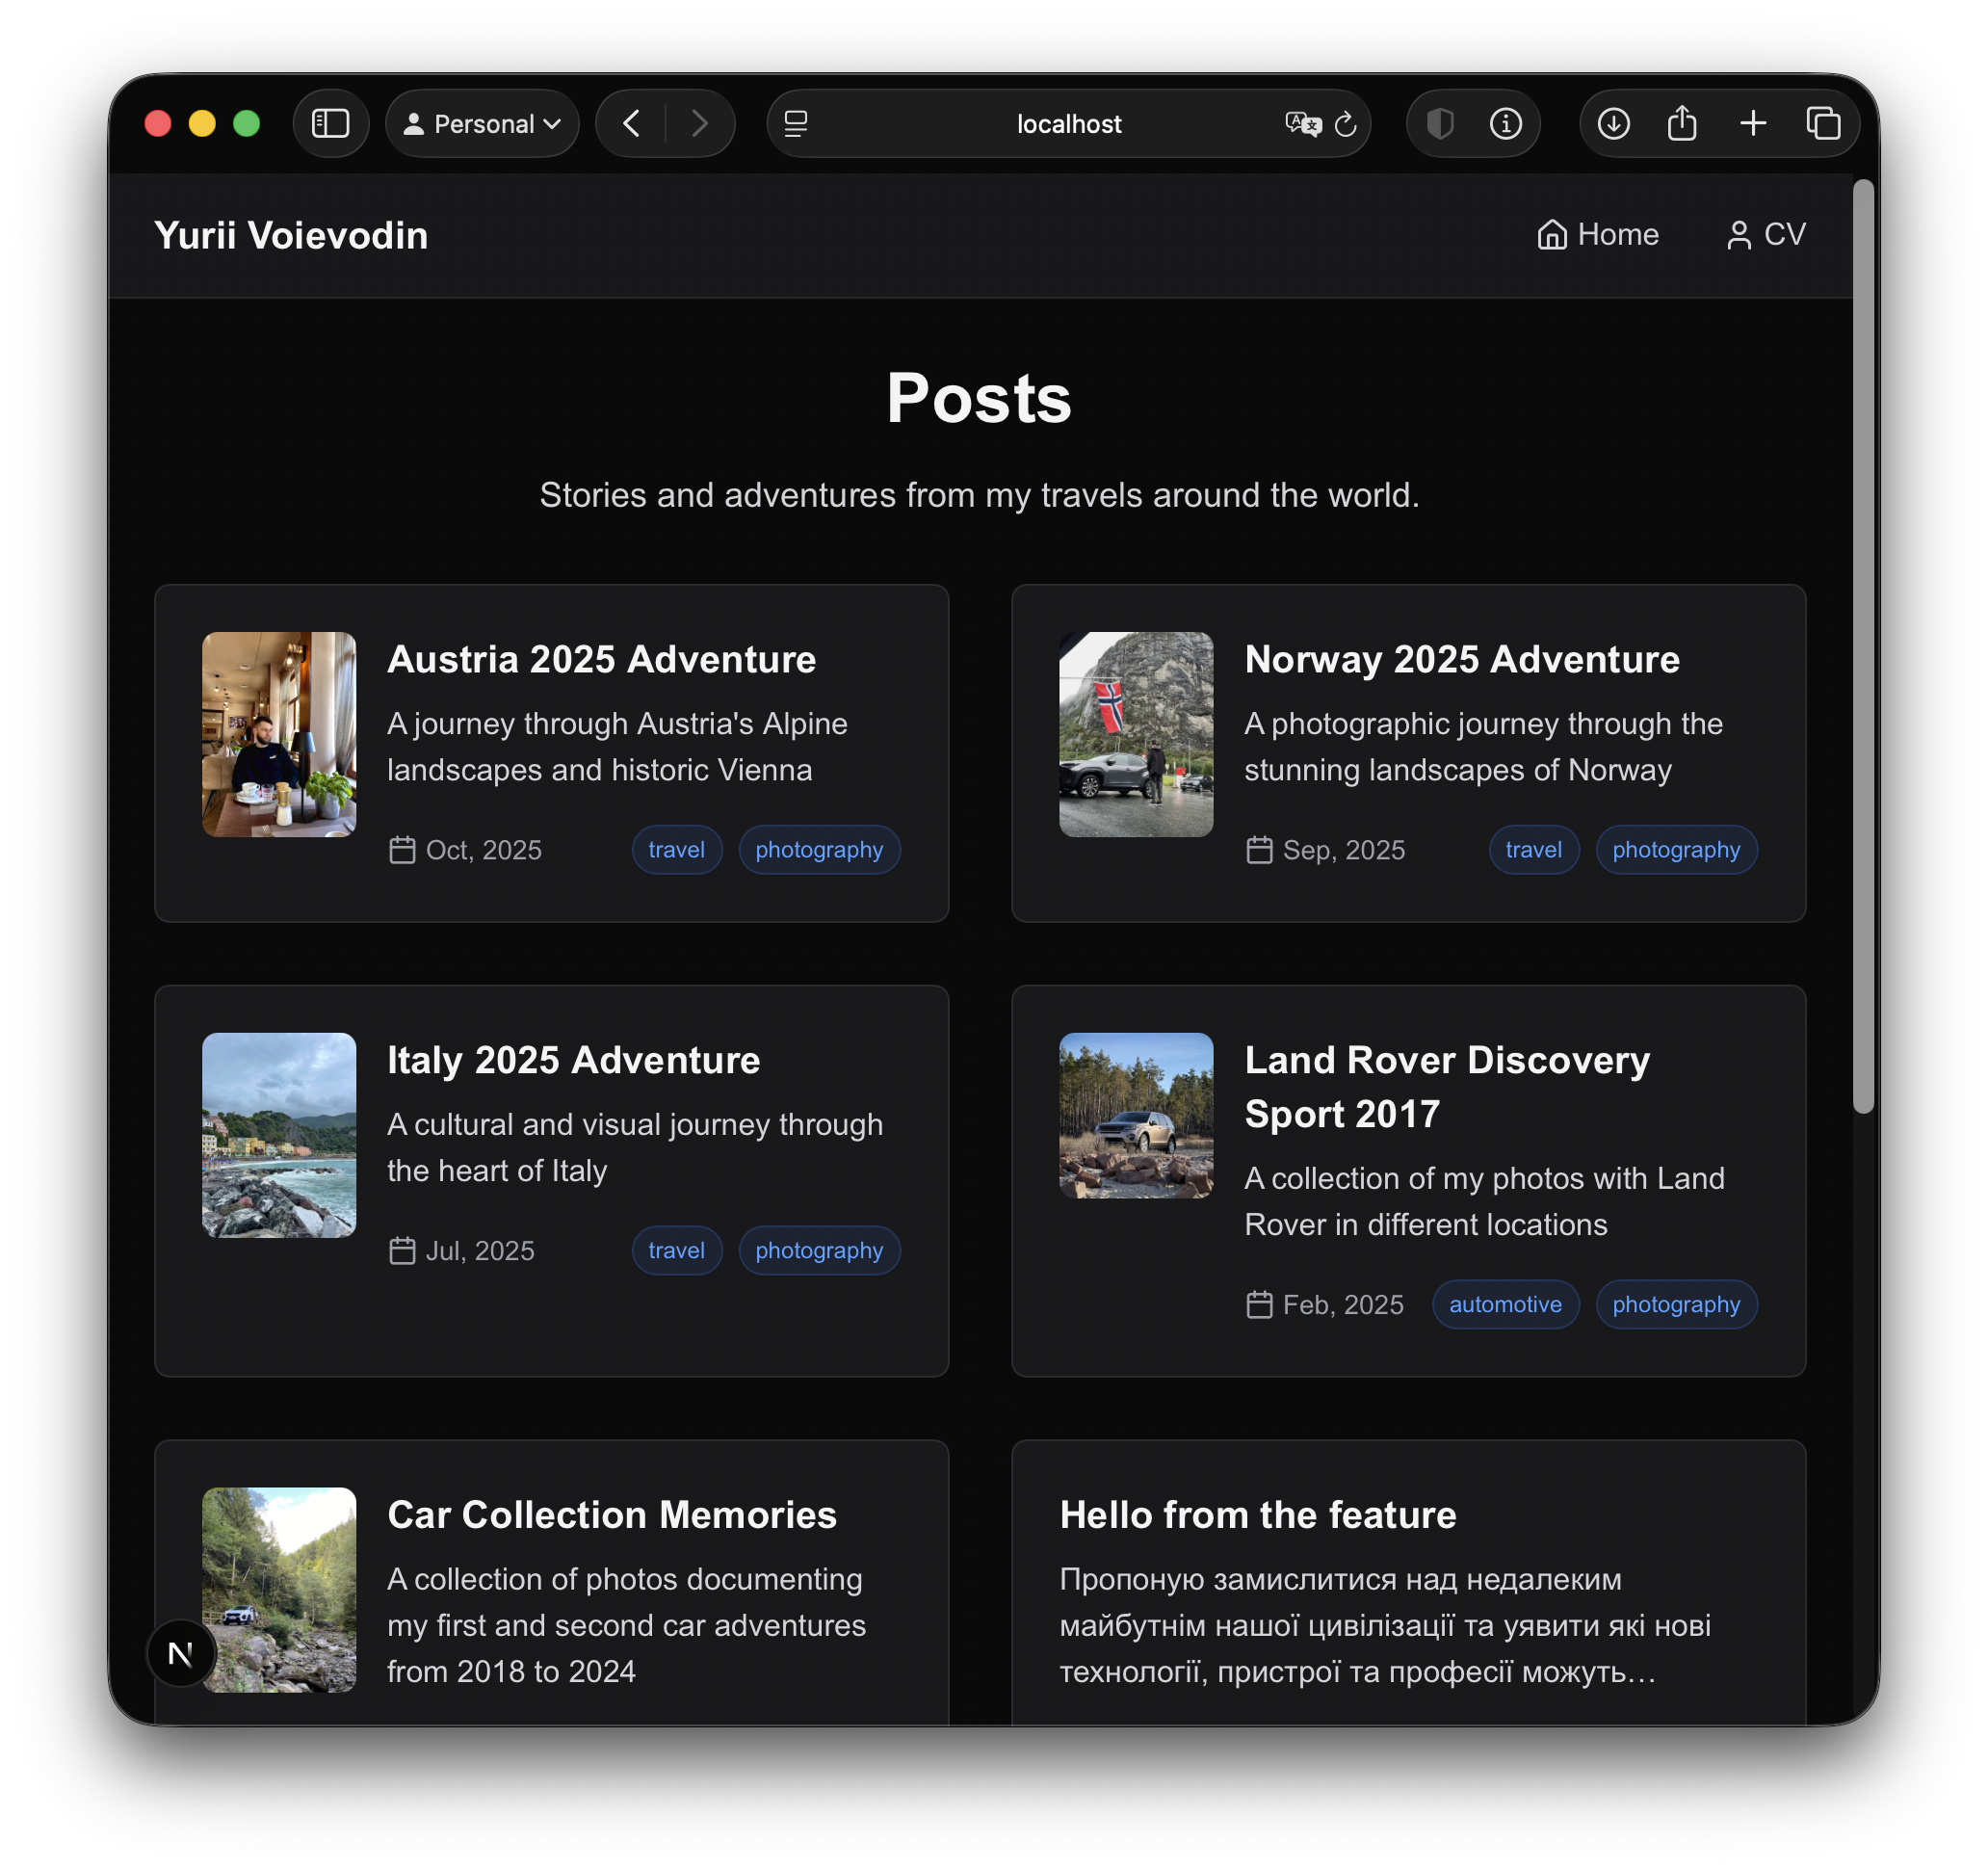 Personal
localhost
Yurii Voievodin
Home
CV
Posts
Stories and adventures from my travels around the world.
Austria 2025 Adventure
A journey through Austria's Alpine
landscapes and historic Vienna
Oct, 2025
travel
photography
Norway 2025 Adventure
A photographic journey through the
stunning landscapes of Norway
Sep, 2025
travel
photography
Italy 2025 Adventure
A cultural and visual journey through
the heart of Italy
Jul, 2025
travel
photography
Land Rover Discovery
Sport 2017
A collection of my photos with Land
Rover in different locations
Feb, 2025
automotive
photography
Car Collection Memories
A collection of photos documenting
my first and second car adventures
from 2018 to 2024
Hello from the feature
Пропоную замислитися над недалеким
майбутнім нашої цивілізації та уявити які нові
технології, пристрої та професії можуть…
N